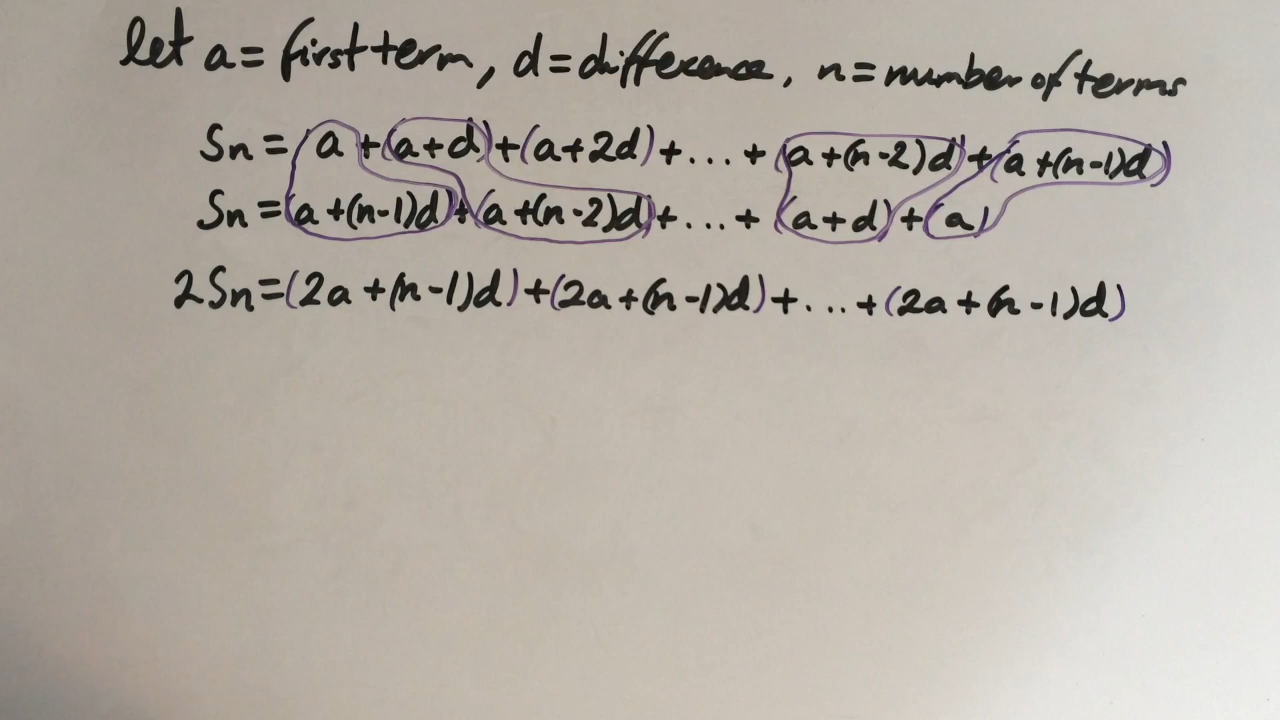 let a = first term, d = difference, n = number of terms
Sn = a + (a+d) + (a+2d) + ... + (a+(n-2)d) + (a+(n-1)d)
Sn = (a+(n-1)d) + (a+(n-2)d) + ... + (a+d) + (a)
2Sn = (2a+(n-1)d) + (2a+(n-1)d) + ... + (2a+(n-1)d)